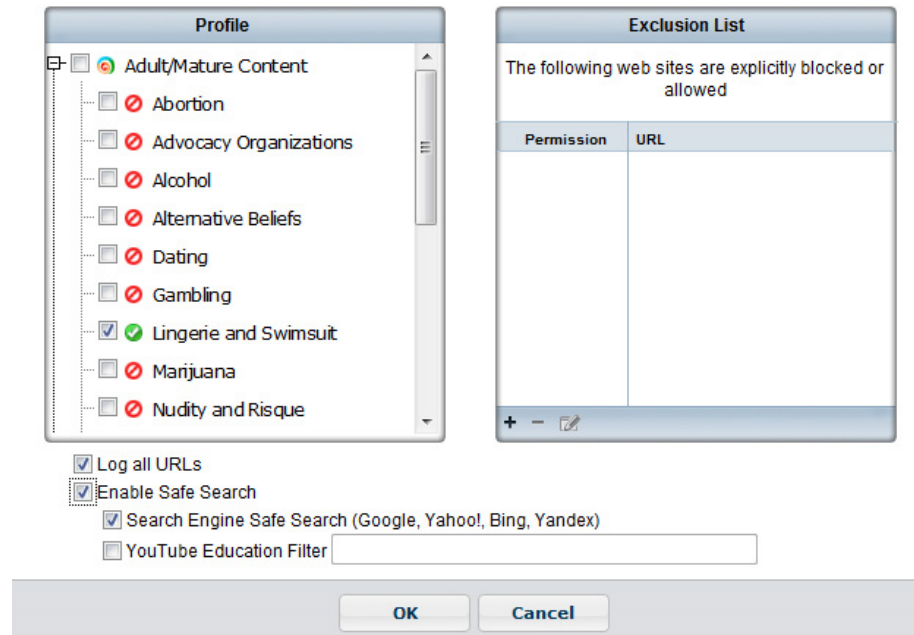 Profile
Adult/Mature Content
Abortion
Advocacy Organizations
Alcohol
Alternative Beliefs
Dating
Gambling
Lingerie and Swimsuit
Marijuana
Nudity and Risque
Exclusion List
The following web sites are explicitly blocked or
allowed
Permission URL
Log all URLs
Enable Safe Search
Search Engine Safe Search (Google, Yahoo!, Bing, Yandex)
YouTube Education Filter
OK Cancel